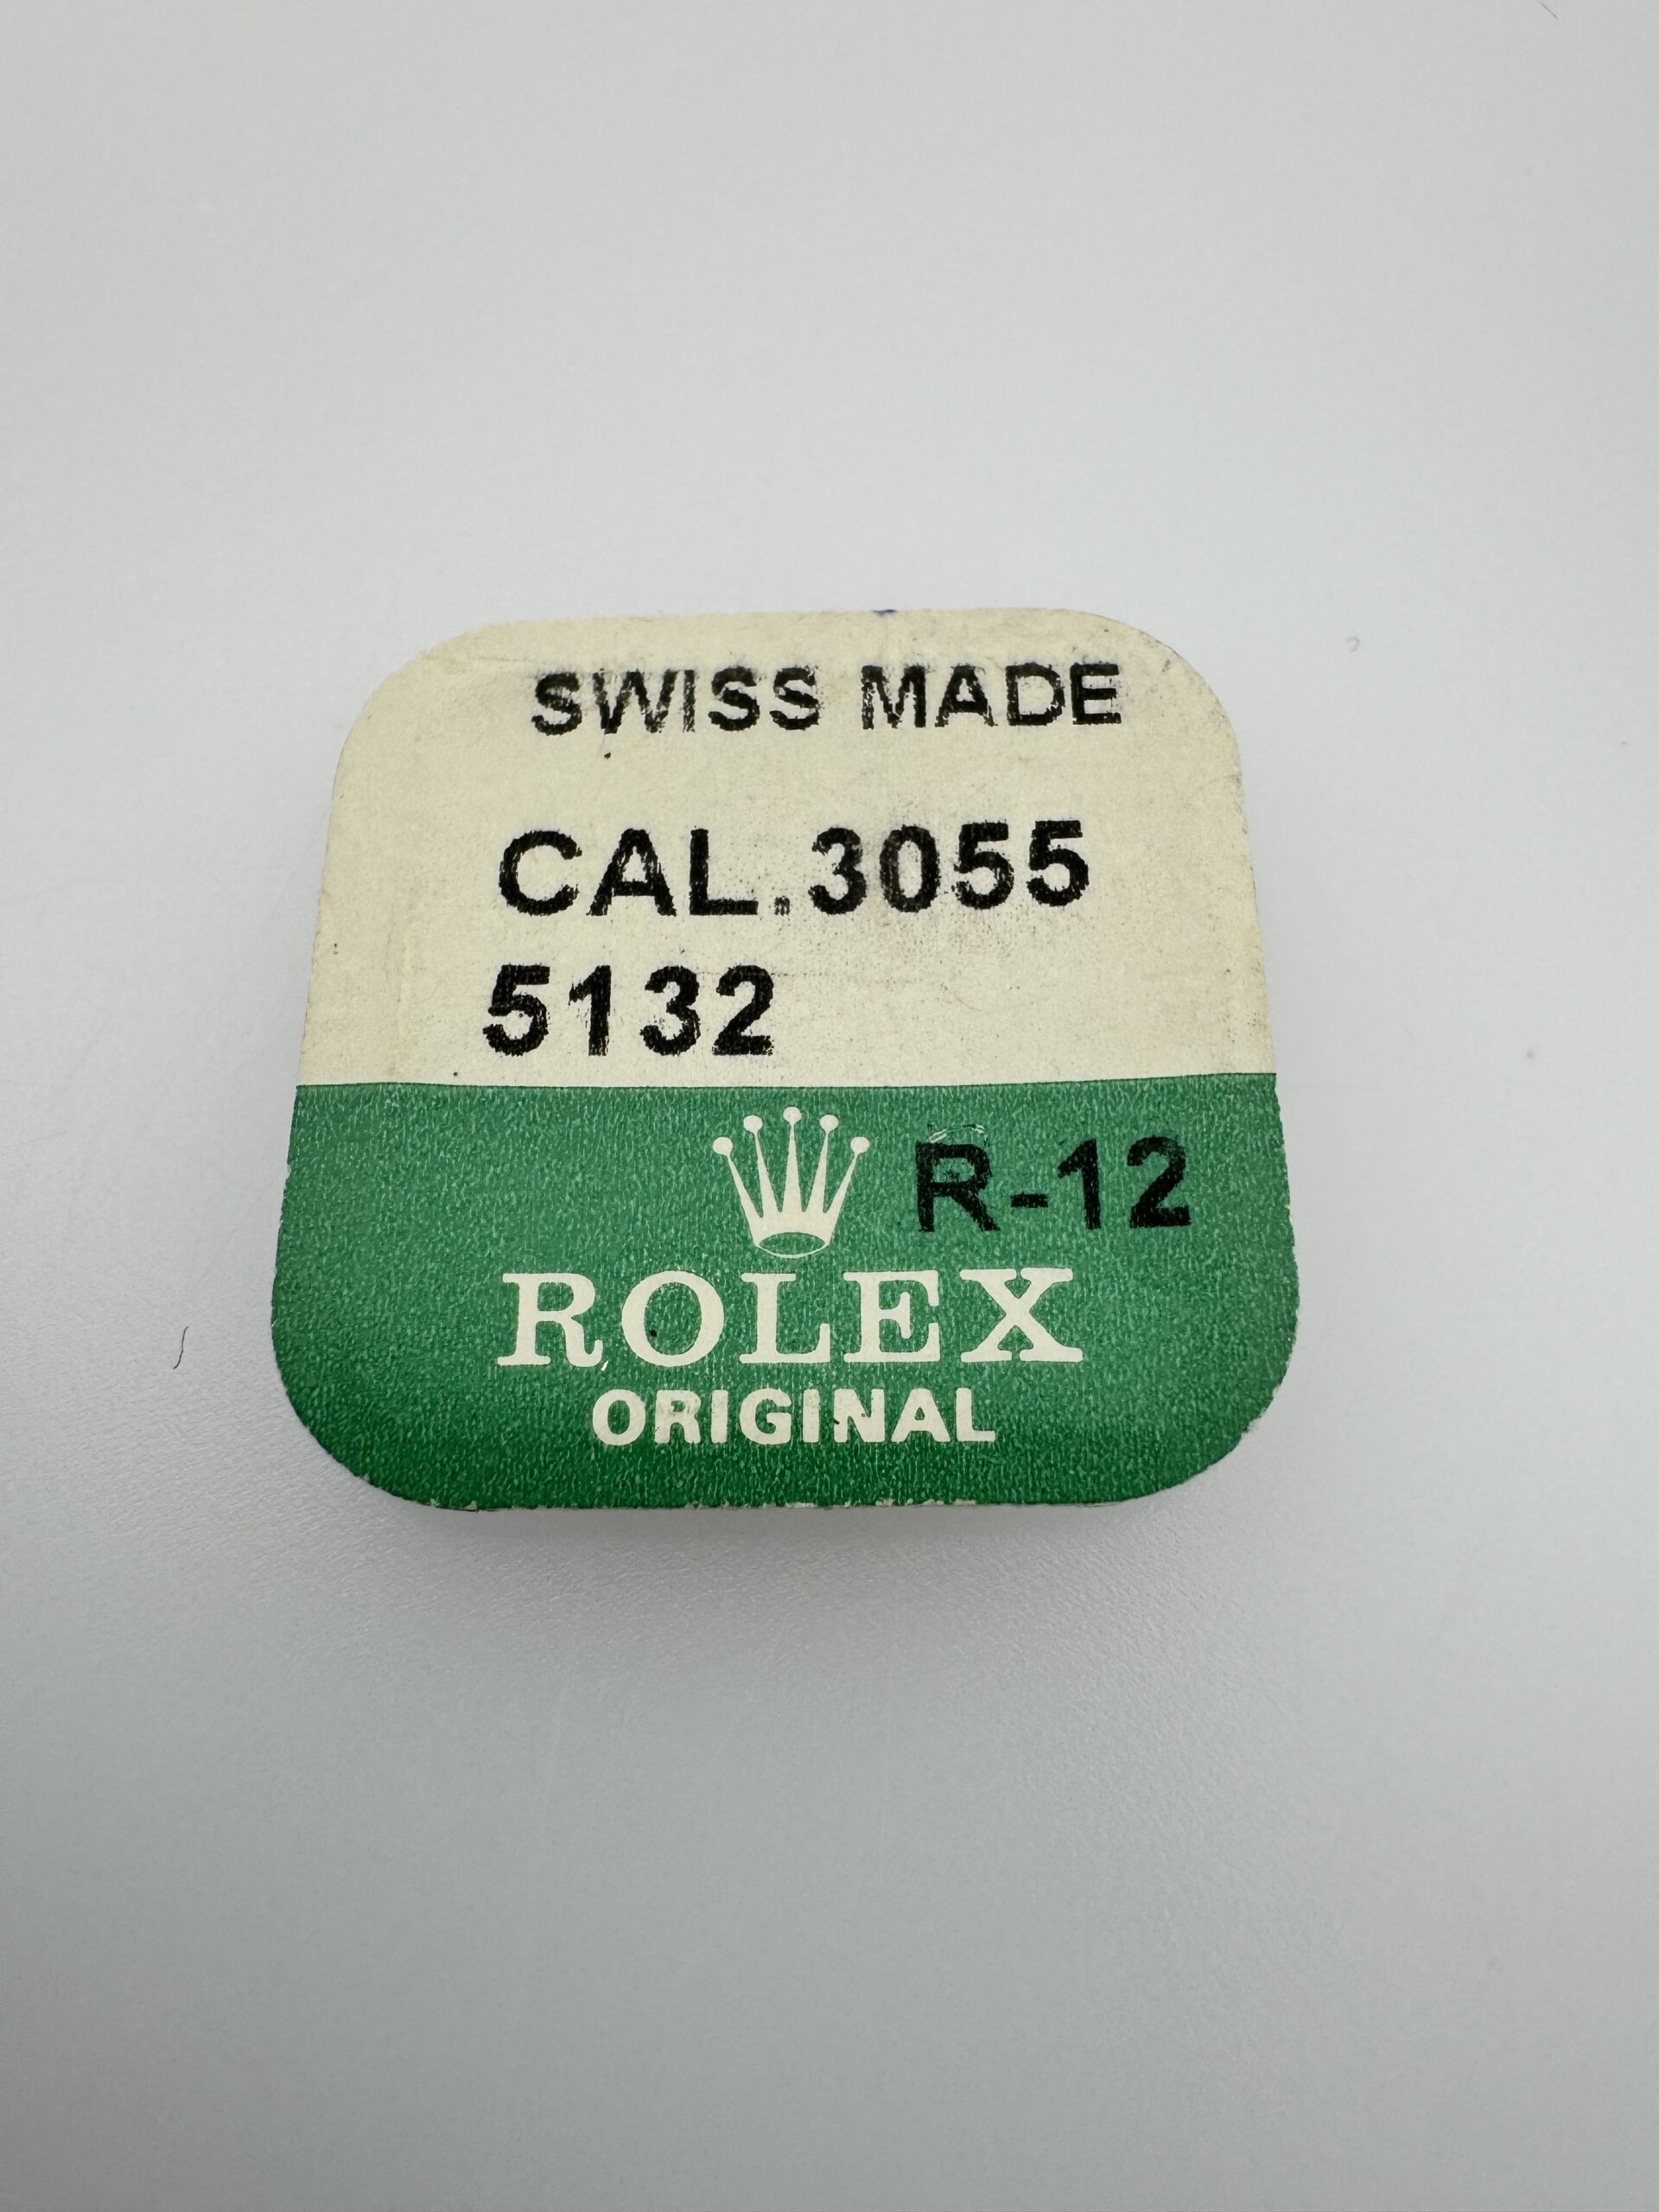 SWISS MADE
CAL.3055
5132
R-12
ROLEX
ORIGINAL